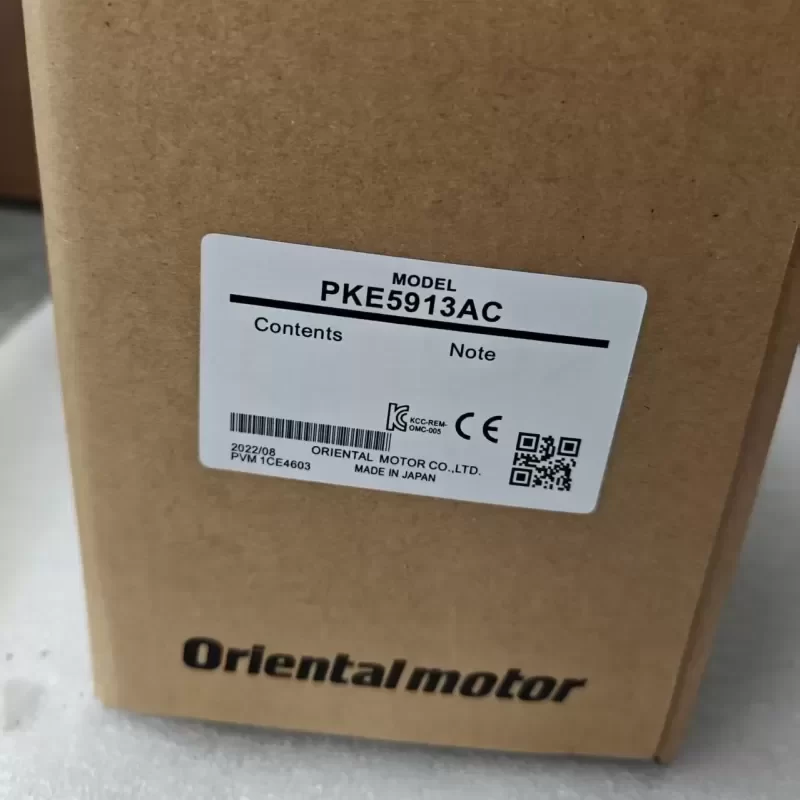 MODEL
PKE5913AC
Contents
Note
KCC-REM-
OMC-005
CE
2022/08
PVM 1CE4603
ORIENTAL MOTOR CO.,LTD.
MADE IN JAPAN
Orientalmotor